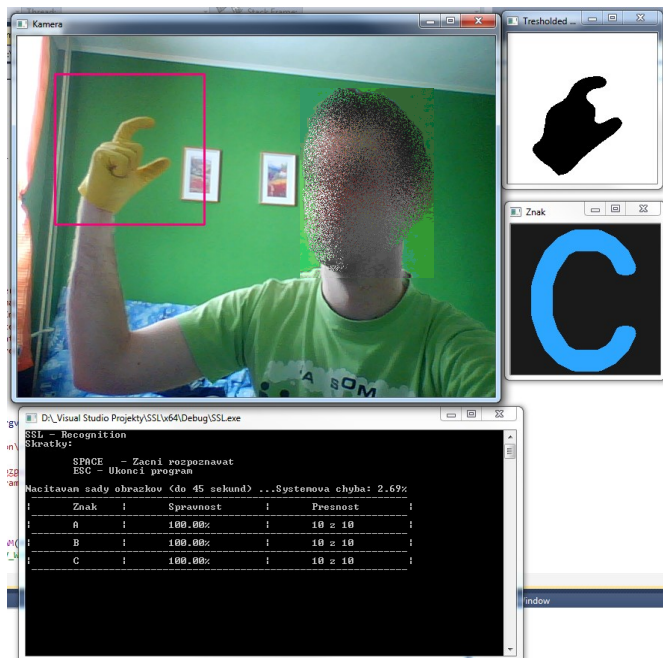 Kamera
Tresholded ...
Znak
C
A SOM
D:\_Visual Studio Projekty\SSL\x64\Debug\SSL.exe
SSL - Recognition
Skratky:
SPACE - Zacni rozpoznavat
ESC - Ukonci program
Nacitavam sady obrazkov (do 45 sekund) ...Systemova chyba: 2.69%
| Znak | Spravnost | Presnost |
| A | 100.00% | 10 z 10 |
| B | 100.00% | 10 z 10 |
| C | 100.00% | 10 z 10 |
Window